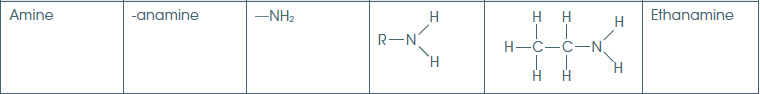 Amine -anamine —NH₂ H H H H Ethanamine
R—N H—C—C—N
H H H H